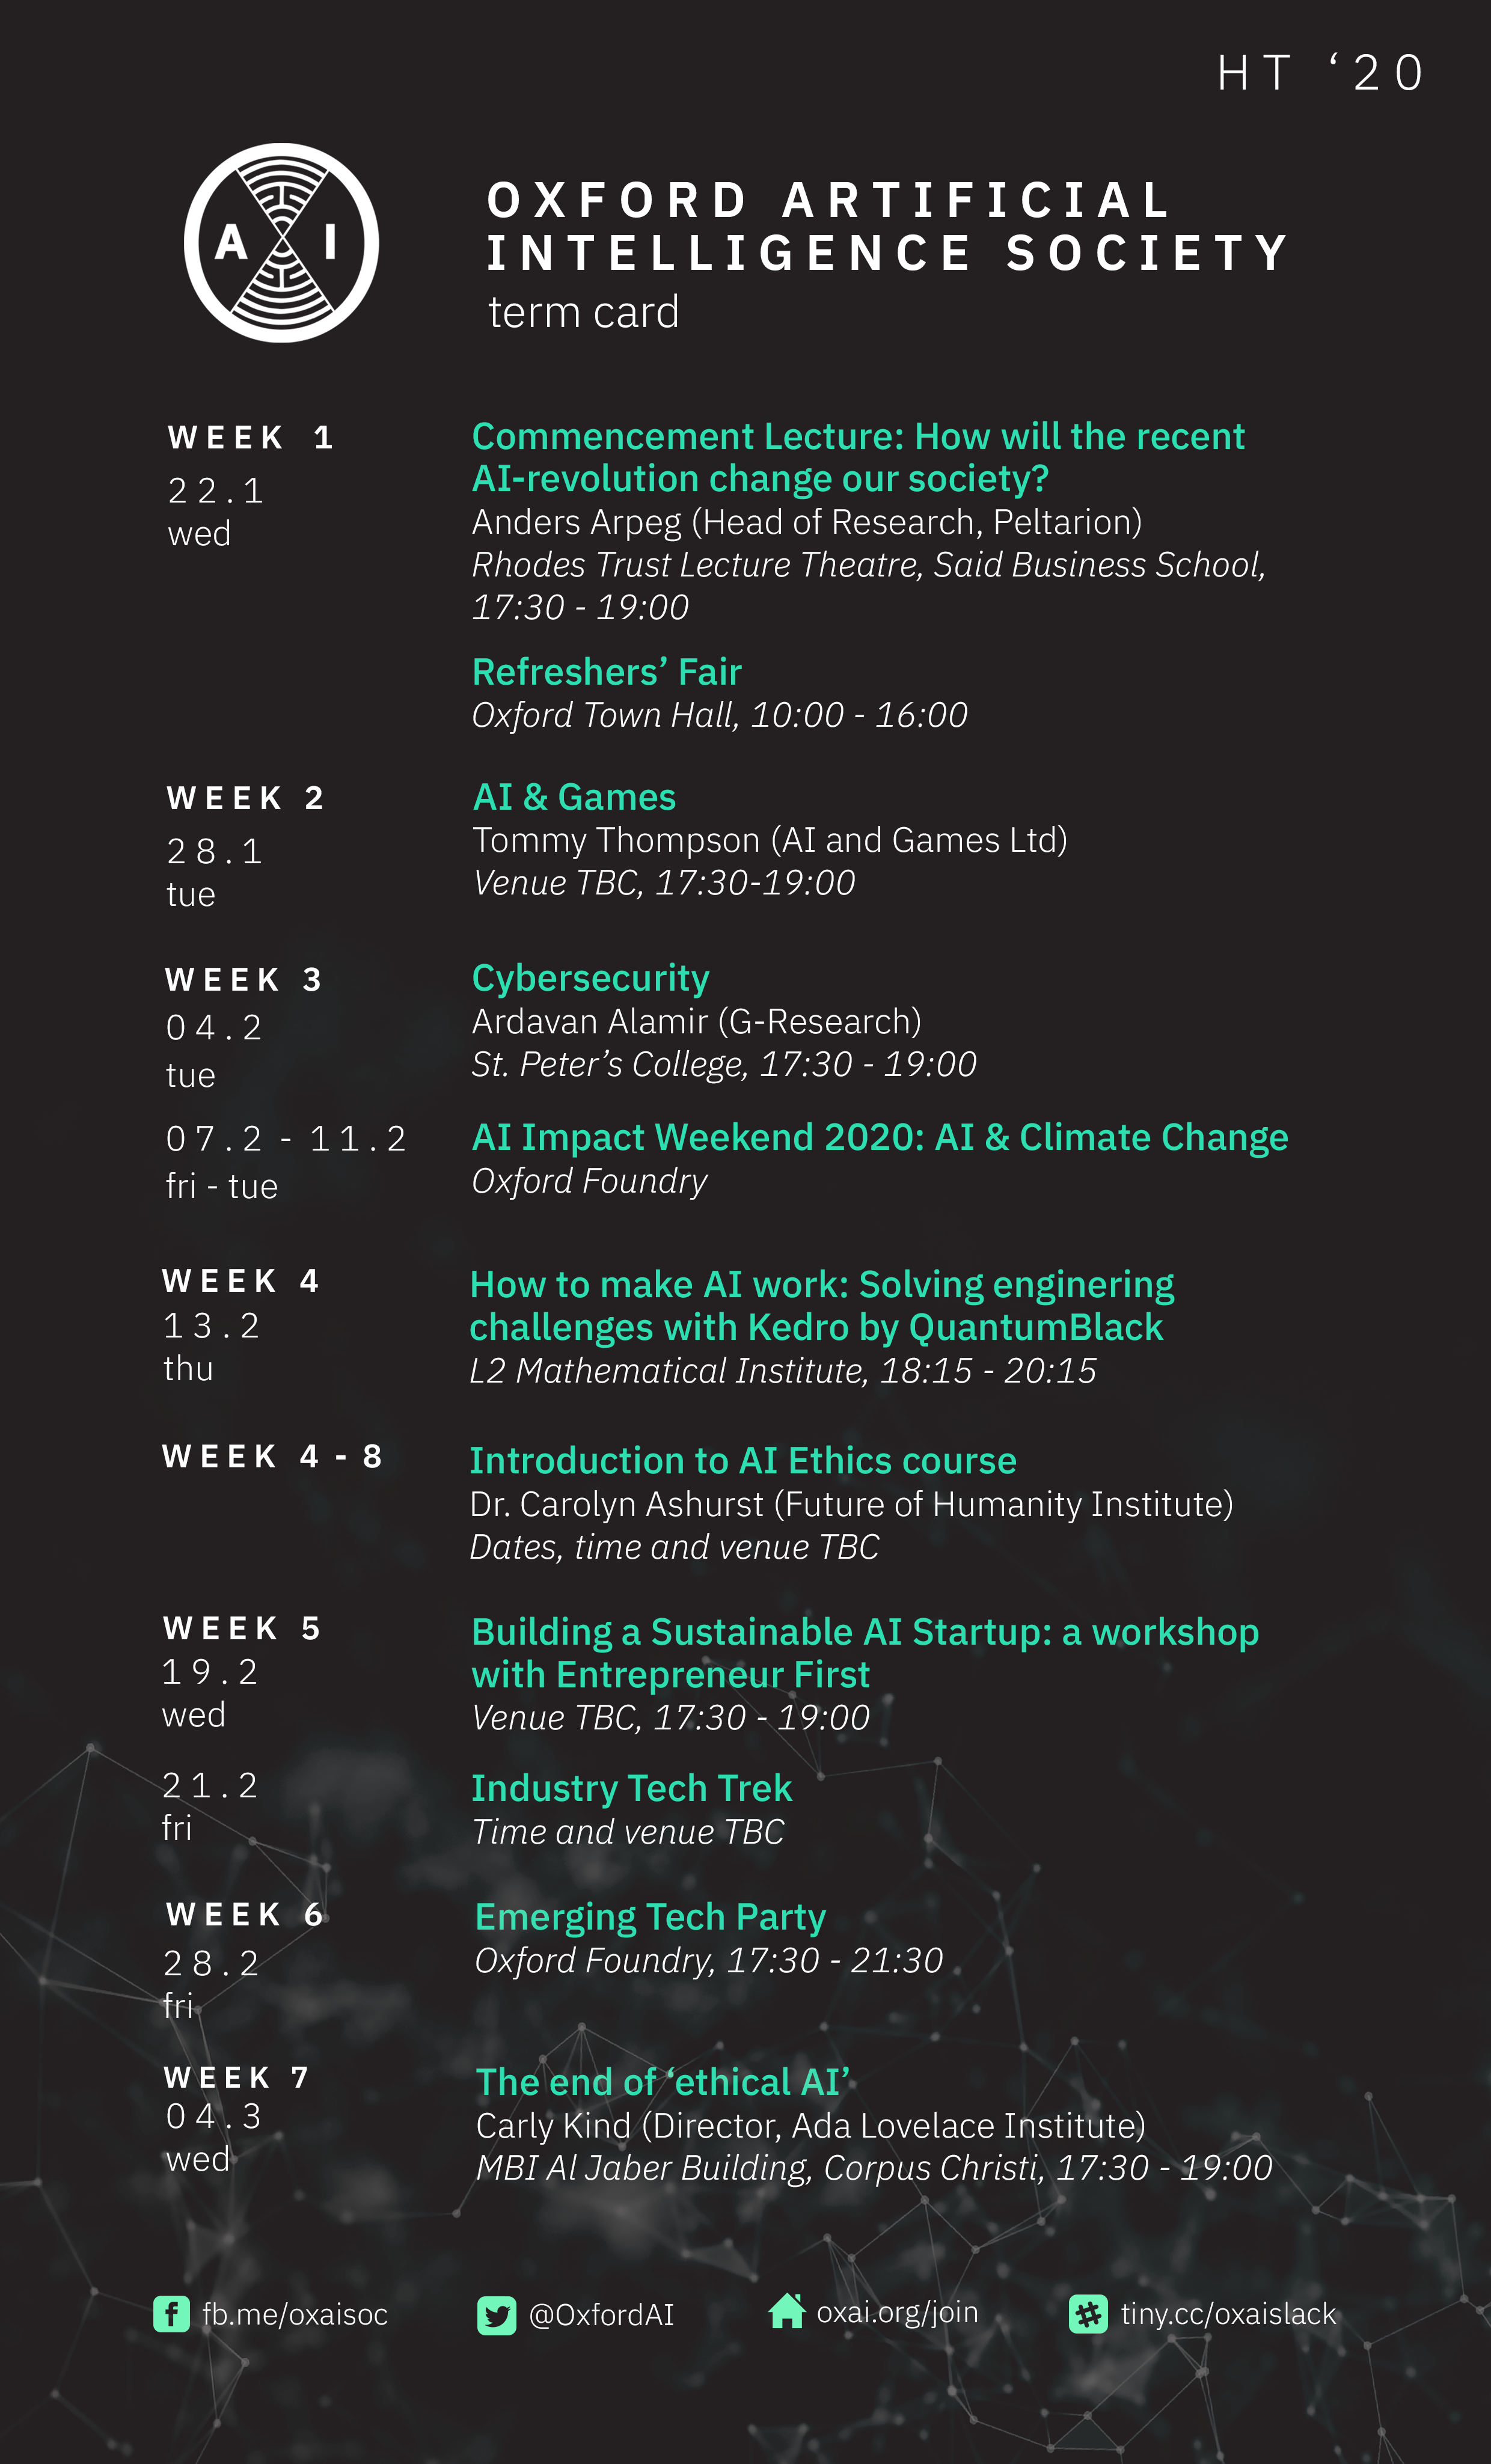 HT ‘20
A I
OXFORD ARTIFICIAL
INTELLIGENCE SOCIETY
term card
WEEK 1
22.1
wed
Commencement Lecture: How will the recent
AI-revolution change our society?
Anders Arpeg (Head of Research, Peltarion)
Rhodes Trust Lecture Theatre, Said Business School,
17:30 - 19:00
Refreshers’ Fair
Oxford Town Hall, 10:00 - 16:00
WEEK 2
28.1
tue
AI & Games
Tommy Thompson (AI and Games Ltd)
Venue TBC, 17:30-19:00
WEEK 3
04.2
tue
Cybersecurity
Ardavan Alamir (G-Research)
St. Peter’s College, 17:30 - 19:00
07.2 - 11.2
fri - tue
AI Impact Weekend 2020: AI & Climate Change
Oxford Foundry
WEEK 4
13.2
thu
How to make AI work: Solving enginering
challenges with Kedro by QuantumBlack
L2 Mathematical Institute, 18:15 - 20:15
WEEK 4 - 8
Introduction to AI Ethics course
Dr. Carolyn Ashurst (Future of Humanity Institute)
Dates, time and venue TBC
WEEK 5
19.2
wed
Building a Sustainable AI Startup: a workshop
with Entrepreneur First
Venue TBC, 17:30 - 19:00
21.2
fri
Industry Tech Trek
Time and venue TBC
WEEK 6
28.2
fri
Emerging Tech Party
Oxford Foundry, 17:30 - 21:30
WEEK 7
04.3
wed
The end of ‘ethical AI’
Carly Kind (Director, Ada Lovelace Institute)
MBI Al Jaber Building, Corpus Christi, 17:30 - 19:00
fb.me/oxaisoc
@OxfordAI
oxai.org/join
tiny.cc/oxaislack